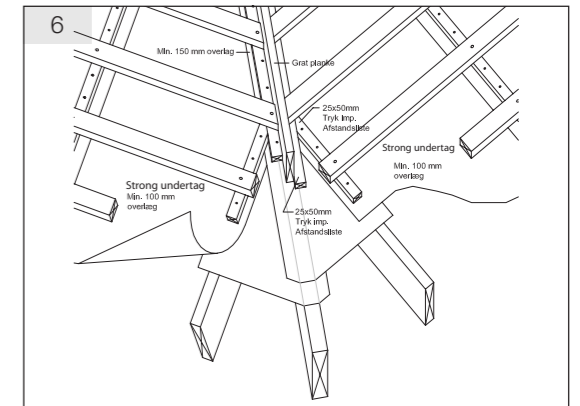 6
MIn. 150 mm overlag
Grat planke
25x50mm
Tryk Imp.
Afstandsliste
Strong undertag
Min. 100 mm
overlæg
Strong undertag
Min. 100 mm
overlæg
25x50mm
Tryk imp.
Afstandsliste